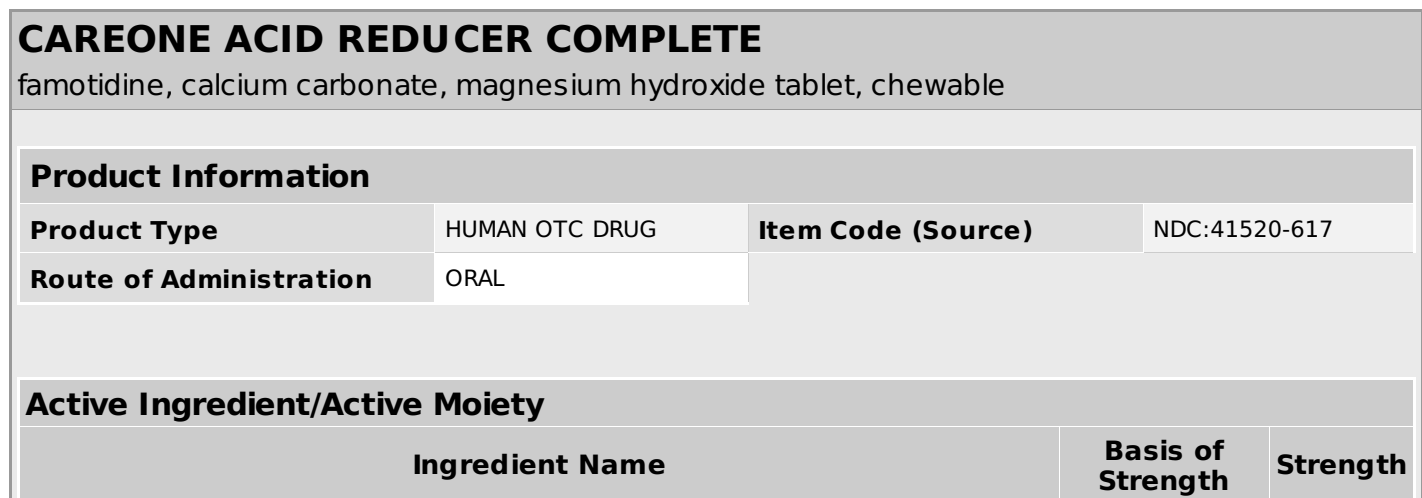 CAREONE ACID REDUCER COMPLETE
famotidine, calcium carbonate, magnesium hydroxide tablet, chewable
Product Information
Product Type HUMAN OTC DRUG Item Code (Source) NDC:41520-617
Route of Administration ORAL
Active Ingredient/Active Moiety
Ingredient Name Basis of Strength Strength